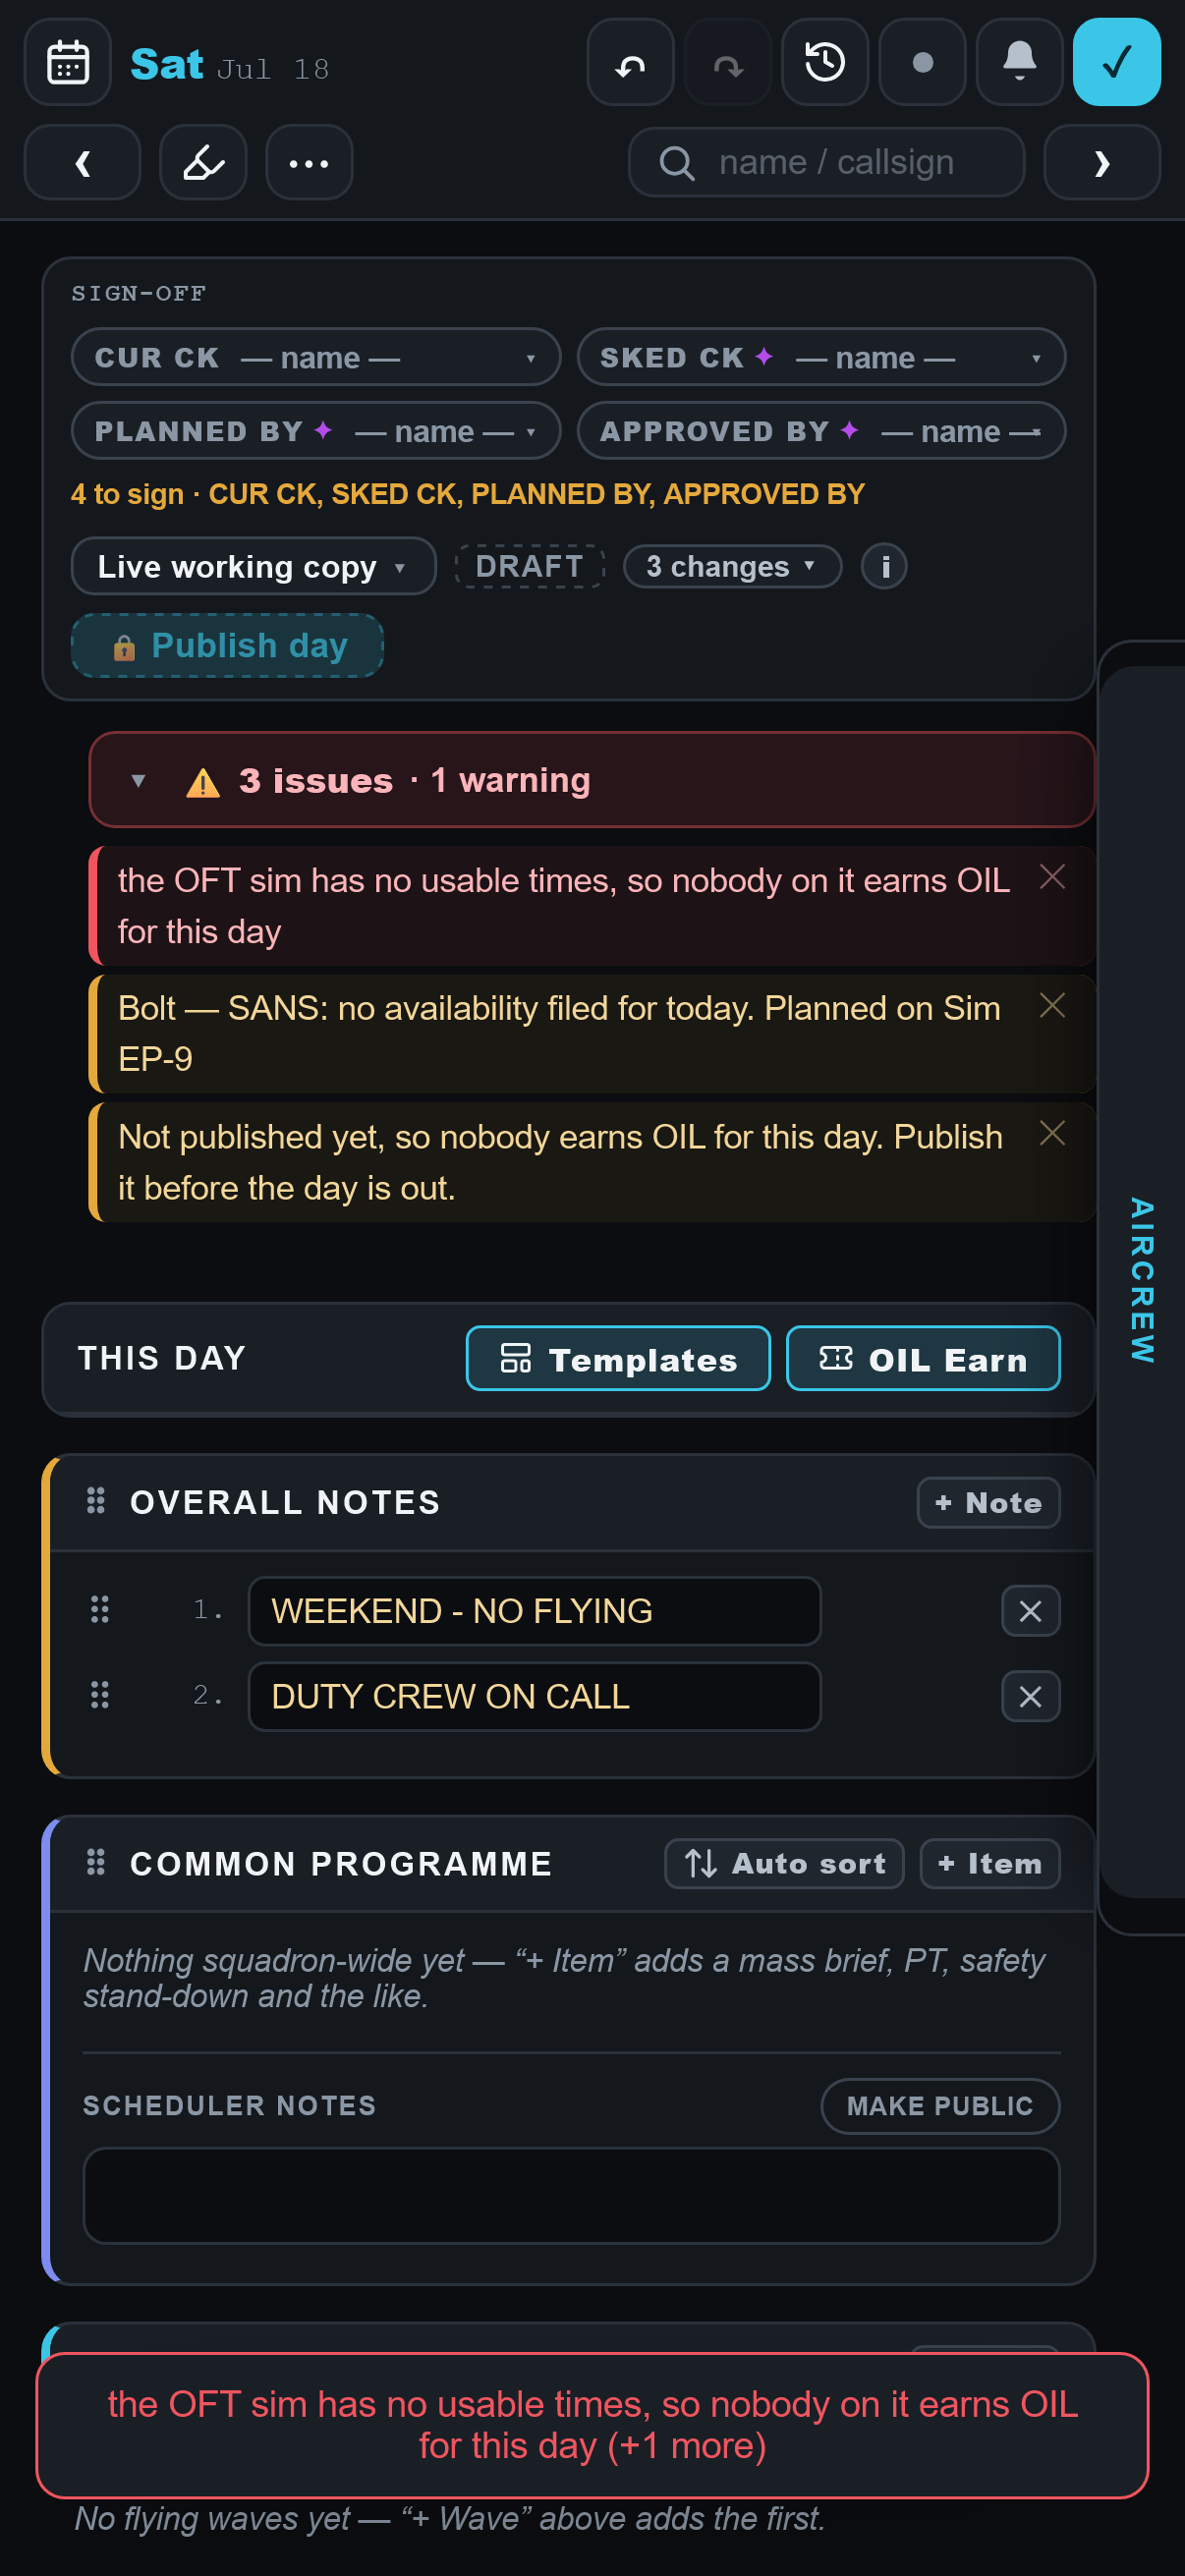 Sat Jul 18
name / callsign
SIGN-OFF
CUR CK — name —
SKED CK — name —
PLANNED BY — name —
APPROVED BY — name —
4 to sign · CUR CK, SKED CK, PLANNED BY, APPROVED BY
Live working copy
DRAFT
3 changes
i
Publish day
3 issues · 1 warning
the OFT sim has no usable times, so nobody on it earns OIL
for this day
Bolt — SANS: no availability filed for today. Planned on Sim
EP-9
Not published yet, so nobody earns OIL for this day. Publish
it before the day is out.
AIRCREW
THIS DAY
Templates
OIL Earn
OVERALL NOTES
+ Note
1. WEEKEND - NO FLYING
2. DUTY CREW ON CALL
COMMON PROGRAMME
Auto sort
+ Item
Nothing squadron-wide yet — “+ Item” adds a mass brief, PT, safety
stand-down and the like.
SCHEDULER NOTES
MAKE PUBLIC
the OFT sim has no usable times, so nobody on it earns OIL
for this day (+1 more)
No flying waves yet — “+ Wave” above adds the first.